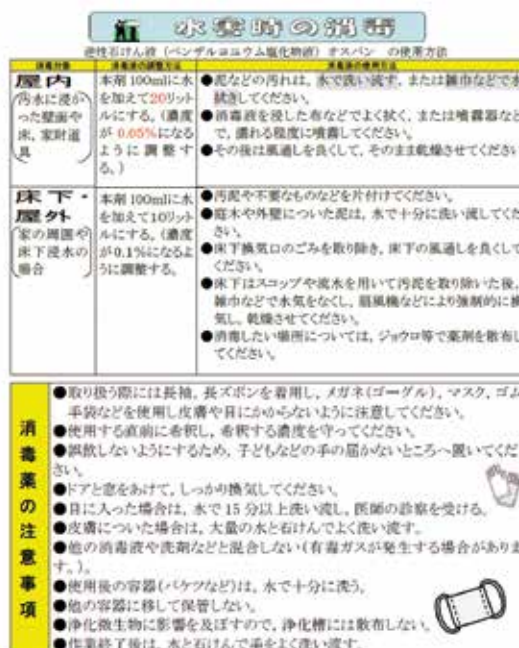 水害時の消毒
逆性石けん液（ベンザルコニウム塩化物液）オスバン の使用方法
消毒対象
消毒液の調整方法
消毒液の使用方法
屋内
汚水に浸か
った壁面や
床，家財道
具
本剤 100mlに水
を加えて20リット
ルにする。（濃度
が 0.05%になる
ように調整す
る。）
●泥などの汚れは，水で洗い流す，または雑巾などで水
拭きしてください。
●消毒液を浸した布などでよく拭く，または噴霧器など
で，濡れる程度に噴霧してください。
●その後は風通しを良くして，そのまま乾燥させてください
床下・
屋外
家の周囲や
床下浸水の
場合
本剤 100mlに水
を加えて10リット
ルにする。（濃度
が0.1%になるよ
うに調整する。
●汚泥や不要なものなどを片付けてください。
●庭木や外壁についた泥は，水で十分に洗い流してくだ
さい。
●床下換気口のごみを取り除き，床下の風通しを良くして
ください。
●床下はスコップや流水を用いて汚泥を取り除いた後，
雑巾などで水気をなくし，扇風機などにより強制的に換
気し，乾燥させてください。
●消毒したい場所については，ジョウロ等で薬剤を散布し
てください。
消毒薬の注意事項
●取り扱う際には長袖，長ズボンを着用し，メガネ（ゴーグル），マスク，ゴム
手袋などを使用し皮膚や目にかからないように注意してください。
●使用する直前に希釈し，希釈する濃度を守ってください。
●誤飲しないようにするため，子どもなどの手の届かないところへ置いてくだ
さい。
●ドアと窓をあけて，しっかり換気してください。
●目に入った場合は，水で 15 分以上洗い流し，医師の診察を受ける。
●皮膚についた場合は，大量の水と石けんでよく洗い流す。
●他の消毒液や洗剤などと混合しない（有毒ガスが発生する場合がありま
す。）。
●使用後の容器（バケツなど）は，水で十分に洗う。
●他の容器に移して保管しない。
●浄化微生物に影響を及ぼすので，浄化槽には散布しない。
●作業終了後は，水と石けんで手をよく洗い流す。